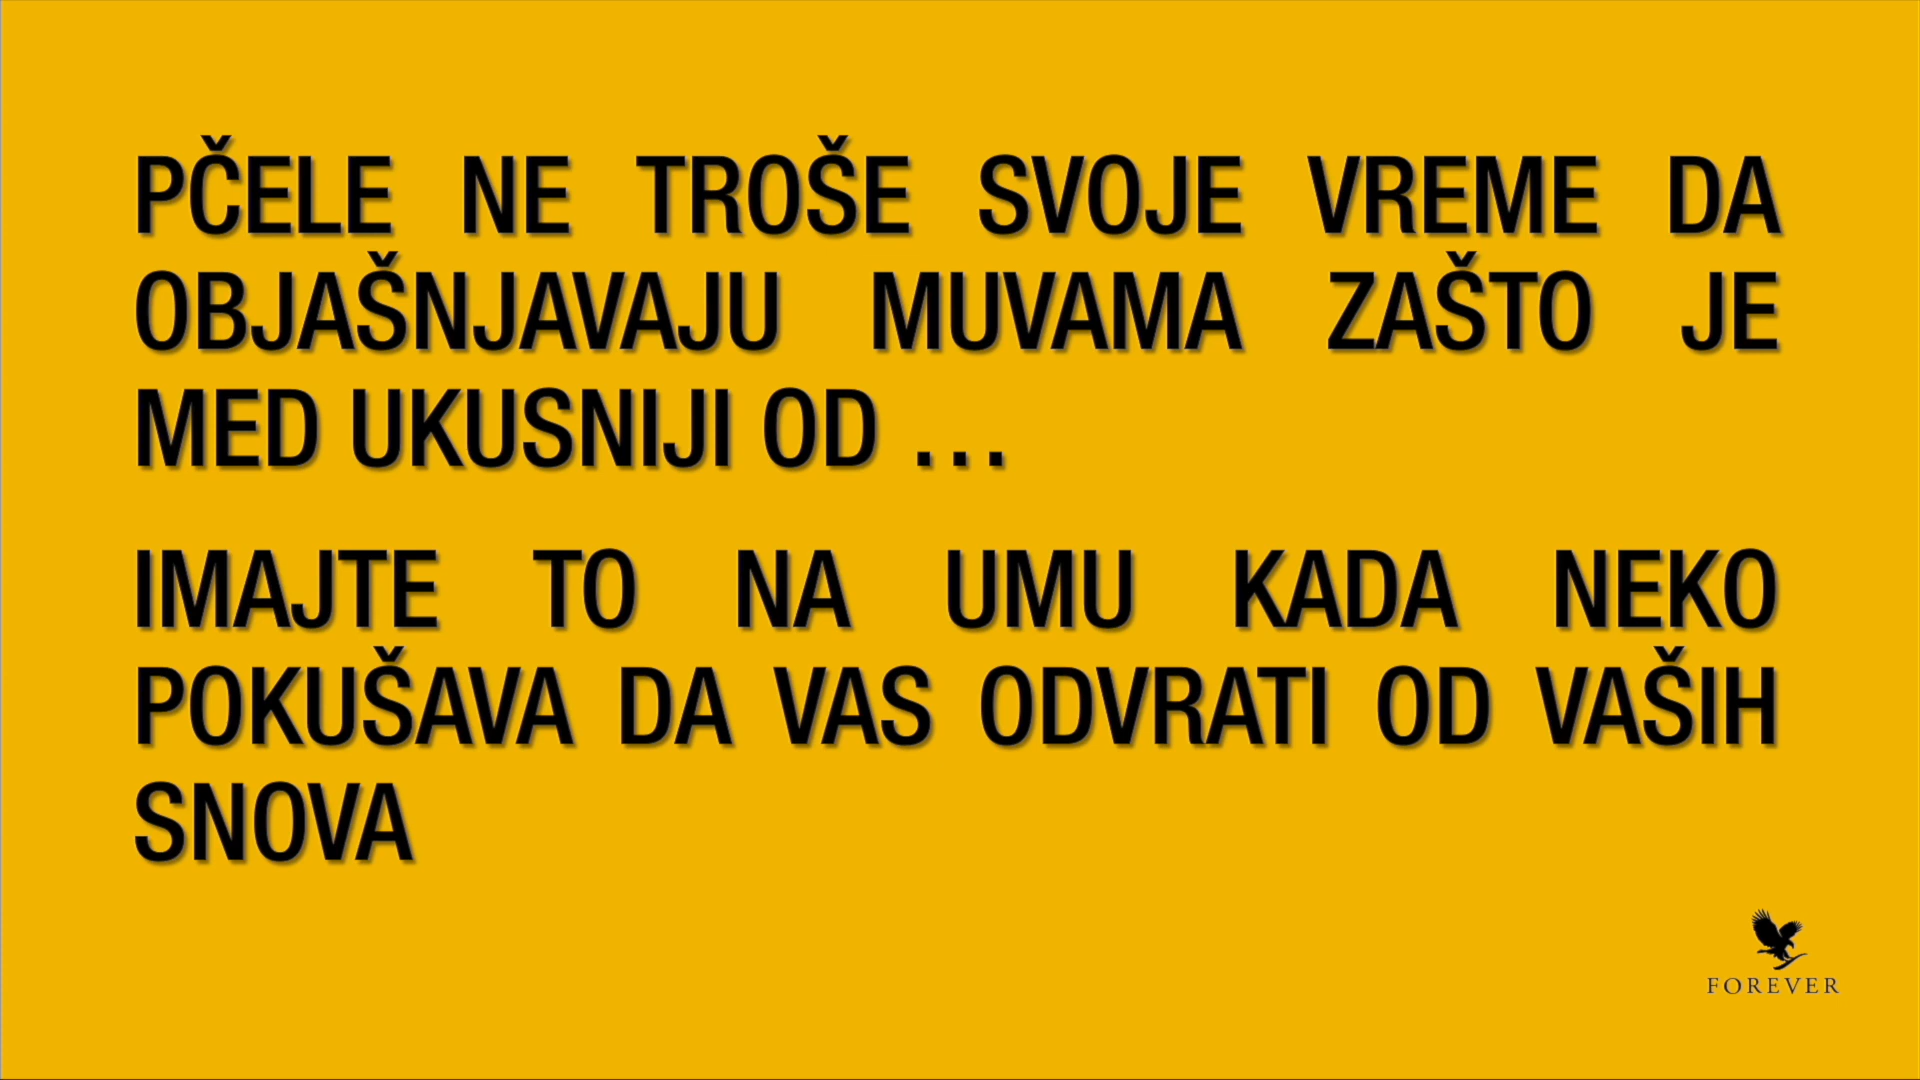 PČELE NE TROŠE SVOJE VREME DA
OBJAŠNJAVAJU MUVAMA ZAŠTO JE
MED UKUSNIJI OD ...
IMAJTE TO NA UMU KADA NEKO
POKUŠAVA DA VAS ODVRATI OD VAŠIH
SNOVA
FOREVER